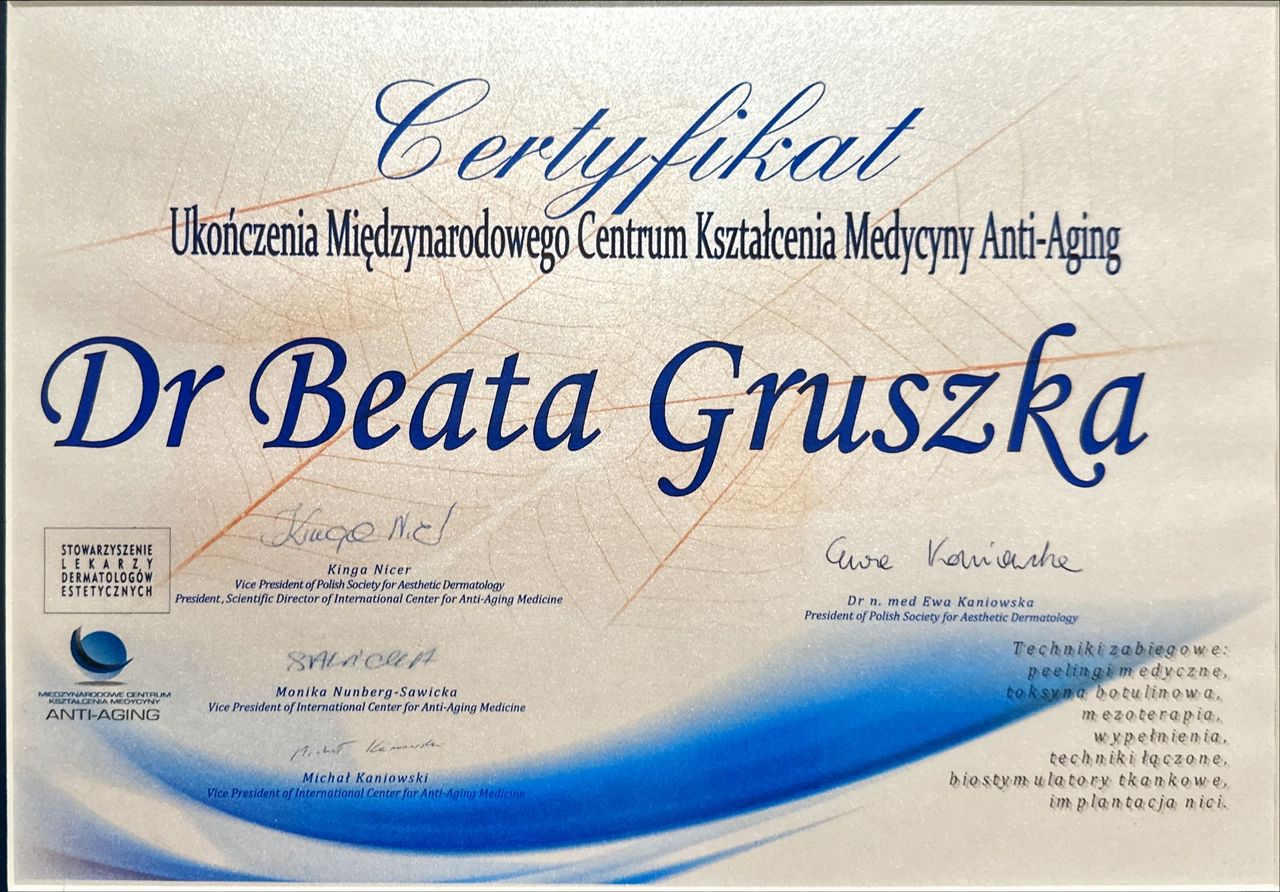 Certyfikat
Ukończenia Międzynarodowego Centrum Kształcenia Medycyny Anti-Aging
Dr Beata Gruszka
STOWARZYSZENIE
LEKARZY
DERMATOLOGÓW
ESTETYCZNYCH
Kinga Nicer
Vice President of Polish Society for Aesthetic Dermatology
President, Scientific Director of International Center for Anti-Aging Medicine
Ewa Kaniowska
Dr n. med Ewa Kaniowska
President of Polish Society for Aesthetic Dermatology
MIĘDZYNARODOWE CENTRUM
KSZTAŁCENIA MEDYCYNY
ANTI-AGING
Monika Nunberg-Sawicka
Vice President of International Center for Anti-Aging Medicine
Michał Kaniowski
Vice President of International Center for Anti-Aging Medicine
Techniki zabiegowe:
peelingi medyczne,
toksyna botulinowa,
mezoterapia,
wypełnienia,
techniki łączone,
biostymulatory tkankowe,
implantacja nici.